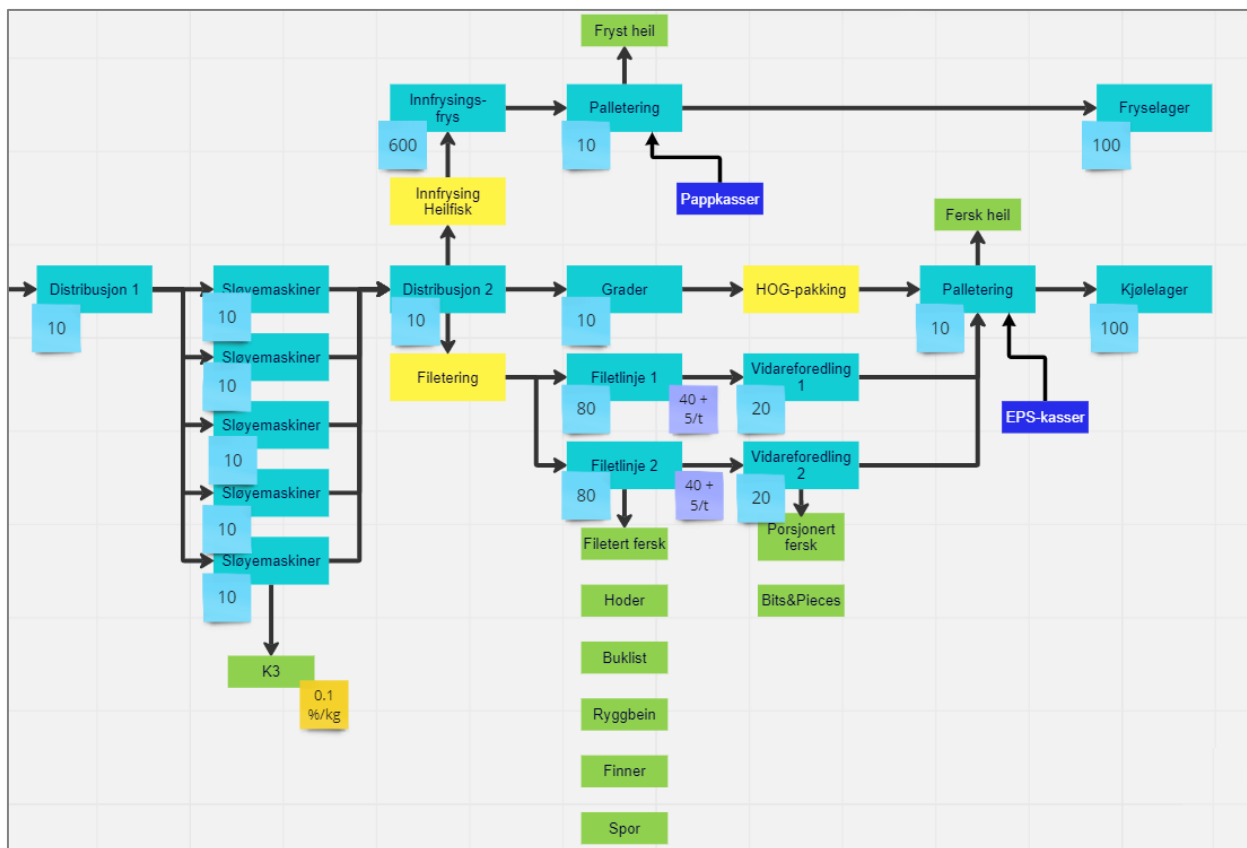 Fryst heil
Innfrysings-
frys
600
Palletering
10
Fryselager
100
Pappkasser
Innfrysing
Heilfisk
Fersk heil
Distribusjon 1
10
Sløyemaskiner
10
Distribusjon 2
10
Grader
10
HOG-pakking
Palletering
10
Kjølelager
100
Sløyemaskiner
10
Filetering
Filetlinje 1
80
40 +
5/t
Vidareforedling
1
20
EPS-kasser
Sløyemaskiner
10
Filetlinje 2
80
40 +
5/t
Vidareforedling
2
20
Sløyemaskiner
10
Filetert fersk
Porsjonert
fersk
Sløyemaskiner
10
Hoder
Bits&Pieces
Buklist
K3
0.1
%/kg
Ryggbein
Finner
Spor